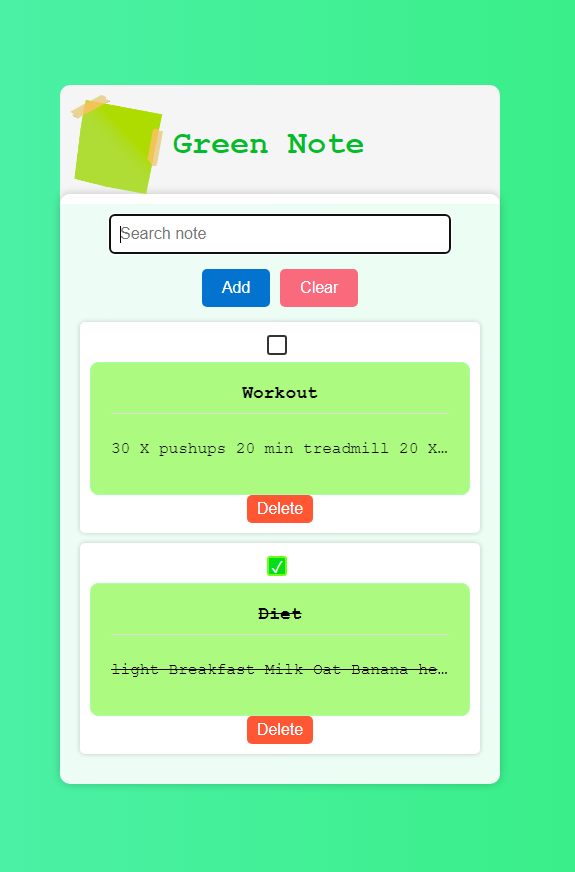 Green Note
Search note
Add Clear
Workout
30 X pushups 20 min treadmill 20 X…
Delete
✓
Diet
light Breakfast Milk Oat Banana he…
Delete